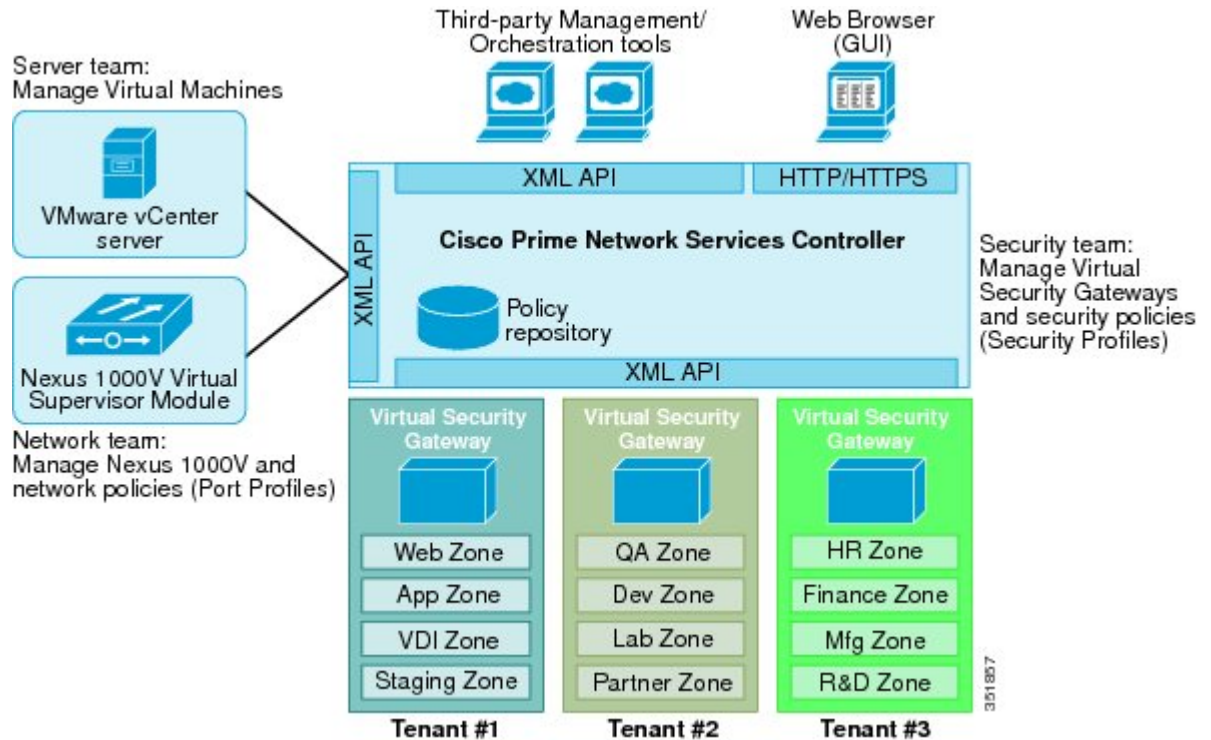 Third-party Management/
Orchestration tools
Web Browser
(GUI)
Server team:
Manage Virtual Machines
VMware vCenter
server
Nexus 1000V Virtual
Supervisor Module
Network team:
Manage Nexus 1000V and
network policies (Port Profiles)
XML API
HTTP/HTTPS
XML API
Cisco Prime Network Services Controller
Policy
repository
XML API
Security team:
Manage Virtual
Security Gateways
and security policies
(Security Profiles)
Virtual Security
Gateway
Web Zone
App Zone
VDI Zone
Staging Zone
Tenant #1
Virtual Security
Gateway
QA Zone
Dev Zone
Lab Zone
Partner Zone
Tenant #2
Virtual Security
Gateway
HR Zone
Finance Zone
Mfg Zone
R&D Zone
Tenant #3
351857